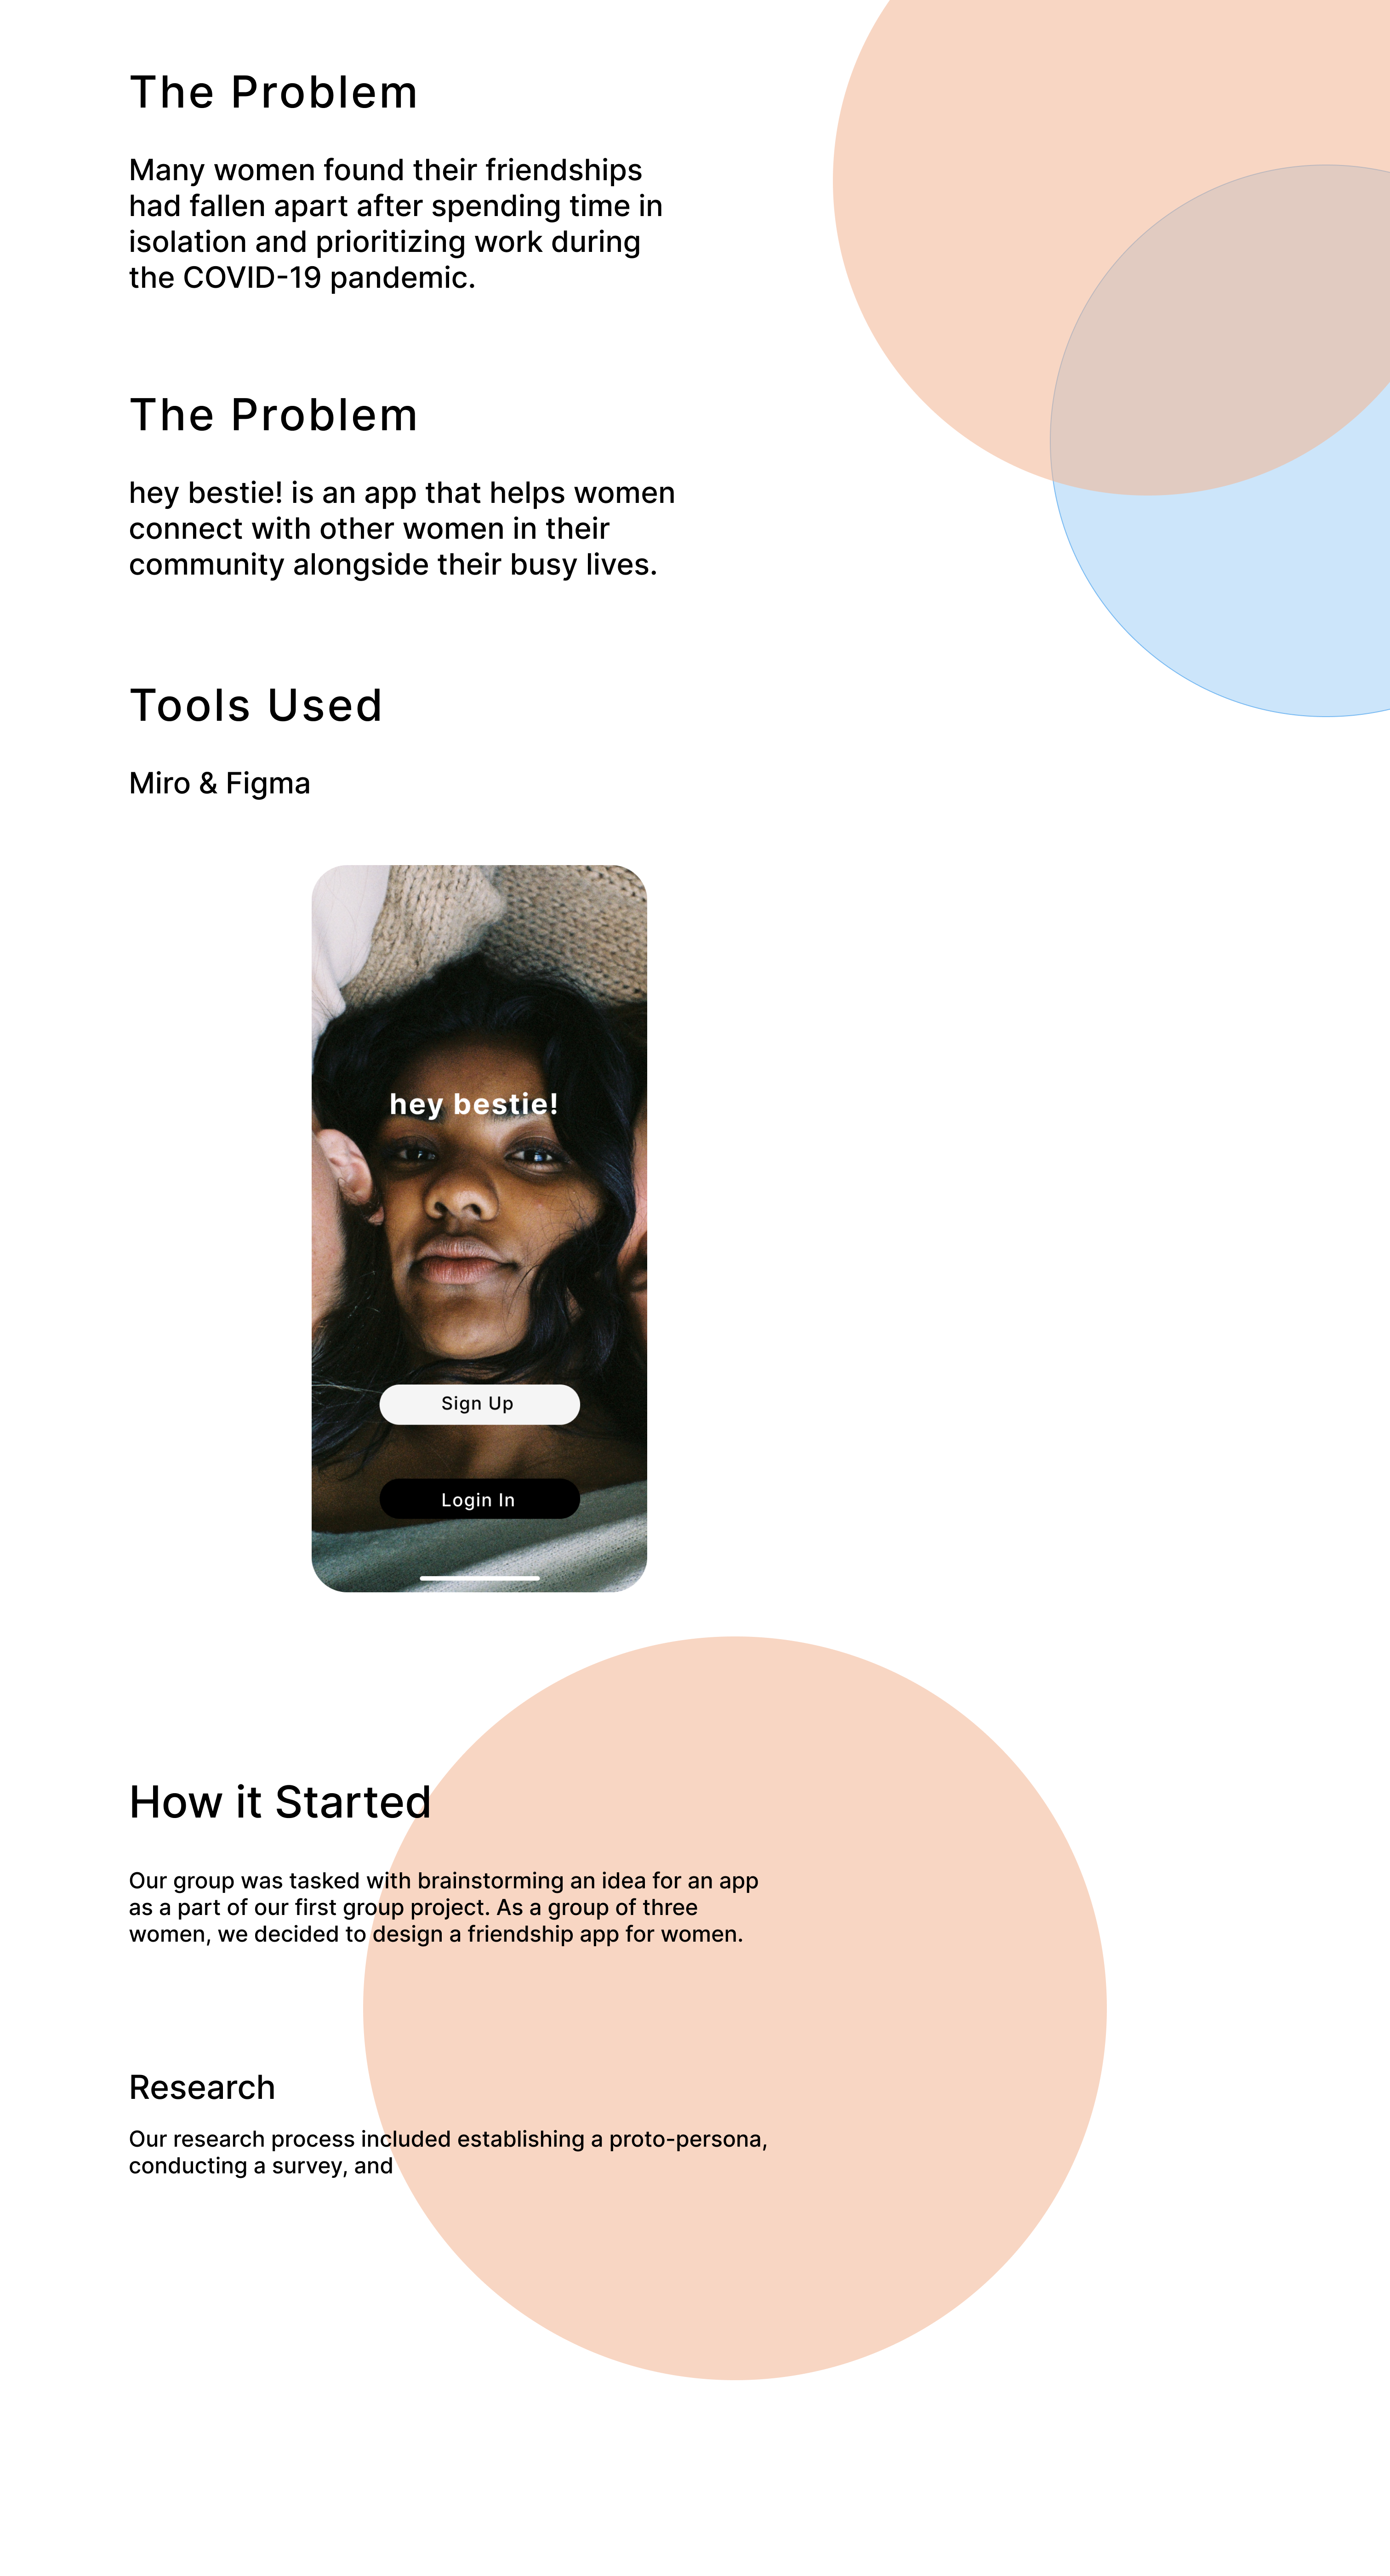 The Problem
Many women found their friendships
had fallen apart after spending time in
isolation and prioritizing work during
the COVID-19 pandemic.
The Problem
hey bestie! is an app that helps women
connect with other women in their
community alongside their busy lives.
Tools Used
Miro & Figma
hey bestie!
Sign Up
Login In
How it Started
Our group was tasked with brainstorming an idea for an app
as a part of our first group project. As a group of three
women, we decided to design a friendship app for women.
Research
Our research process included establishing a proto-persona,
conducting a survey, and